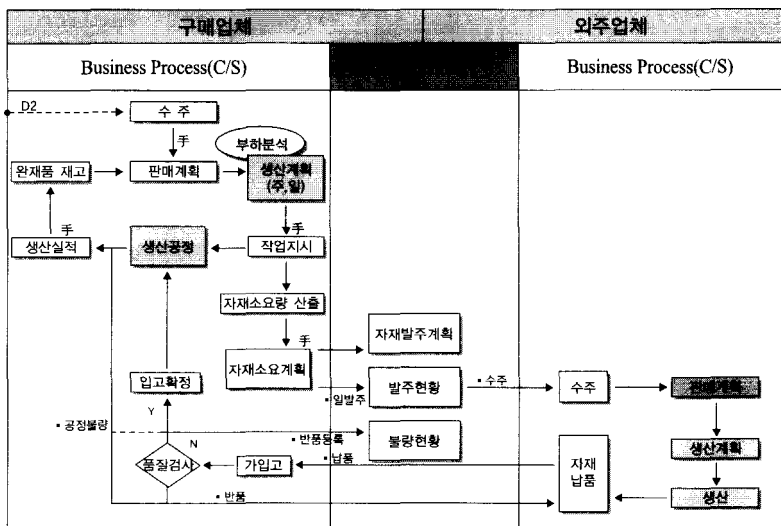 구매업체
외주업체
Business Process(C/S)
Business Process(C/S)
D2
수 주
手
부하분석
완재품 재고
판매계획
생산계획
(주,일)
手
手
생산실적
생산공정
작업지시
자재소요량 산출
手
자재발주계획
자재소요계획
입고확정
발주현황
▪수주
수주
판매계획
▪일발주
Y
▪공정불량
N
▪반품등록
불량현황
생산계획
품질검사
가입고
▪납품
자재
납품
생산
▪반품